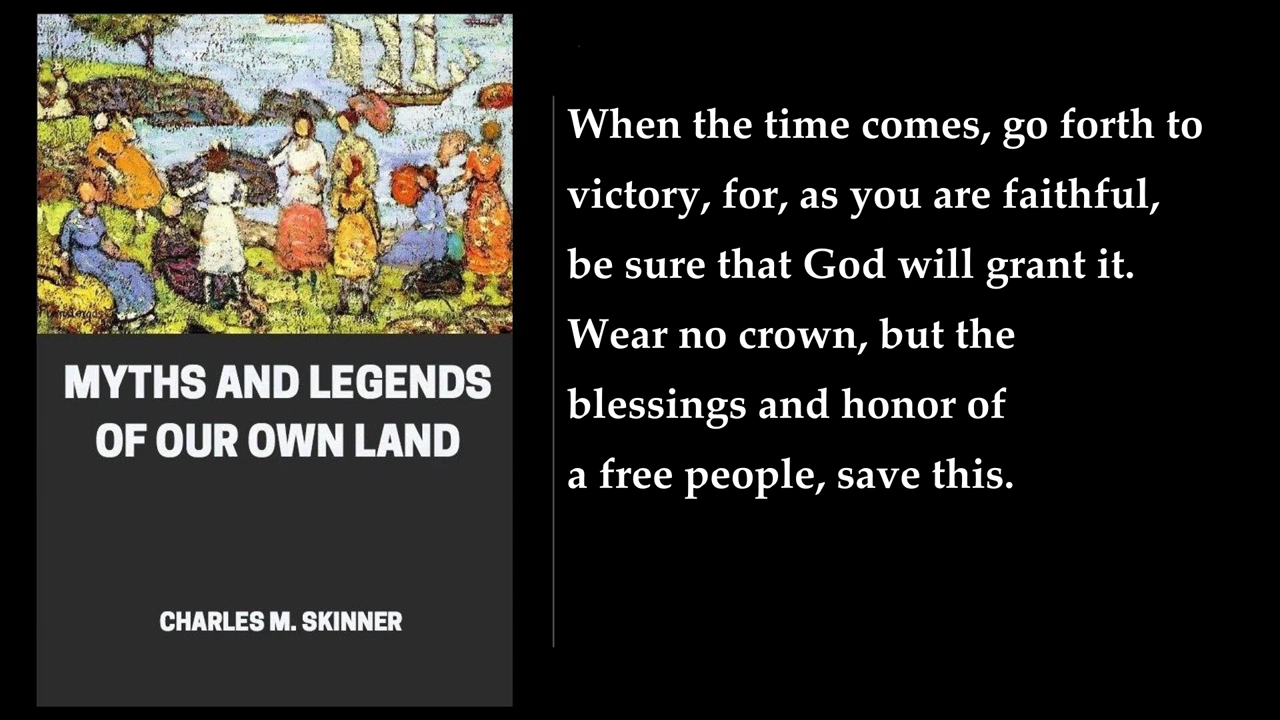 MYTHS AND LEGENDS
OF OUR OWN LAND
CHARLES M. SKINNER
When the time comes, go forth to
victory, for, as you are faithful,
be sure that God will grant it.
Wear no crown, but the
blessings and honor of
a free people, save this.